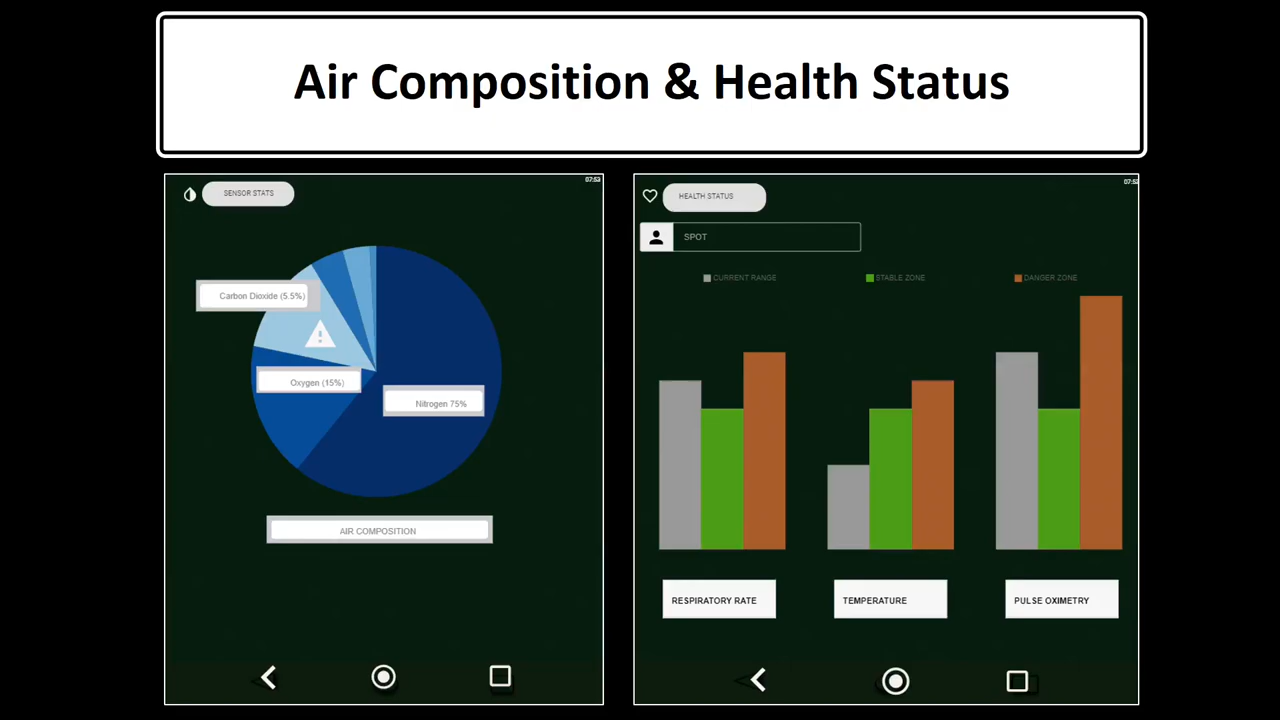 Air Composition & Health Status
SENSOR STATS
07:53
Carbon Dioxide (5.5%)
Oxygen (15%)
Nitrogen 75%
AIR COMPOSITION
HEALTH STATUS
SPOT
CURRENT RANGE
STABLE ZONE
DANGER ZONE
RESPIRATORY RATE
TEMPERATURE
PULSE OXIMETRY